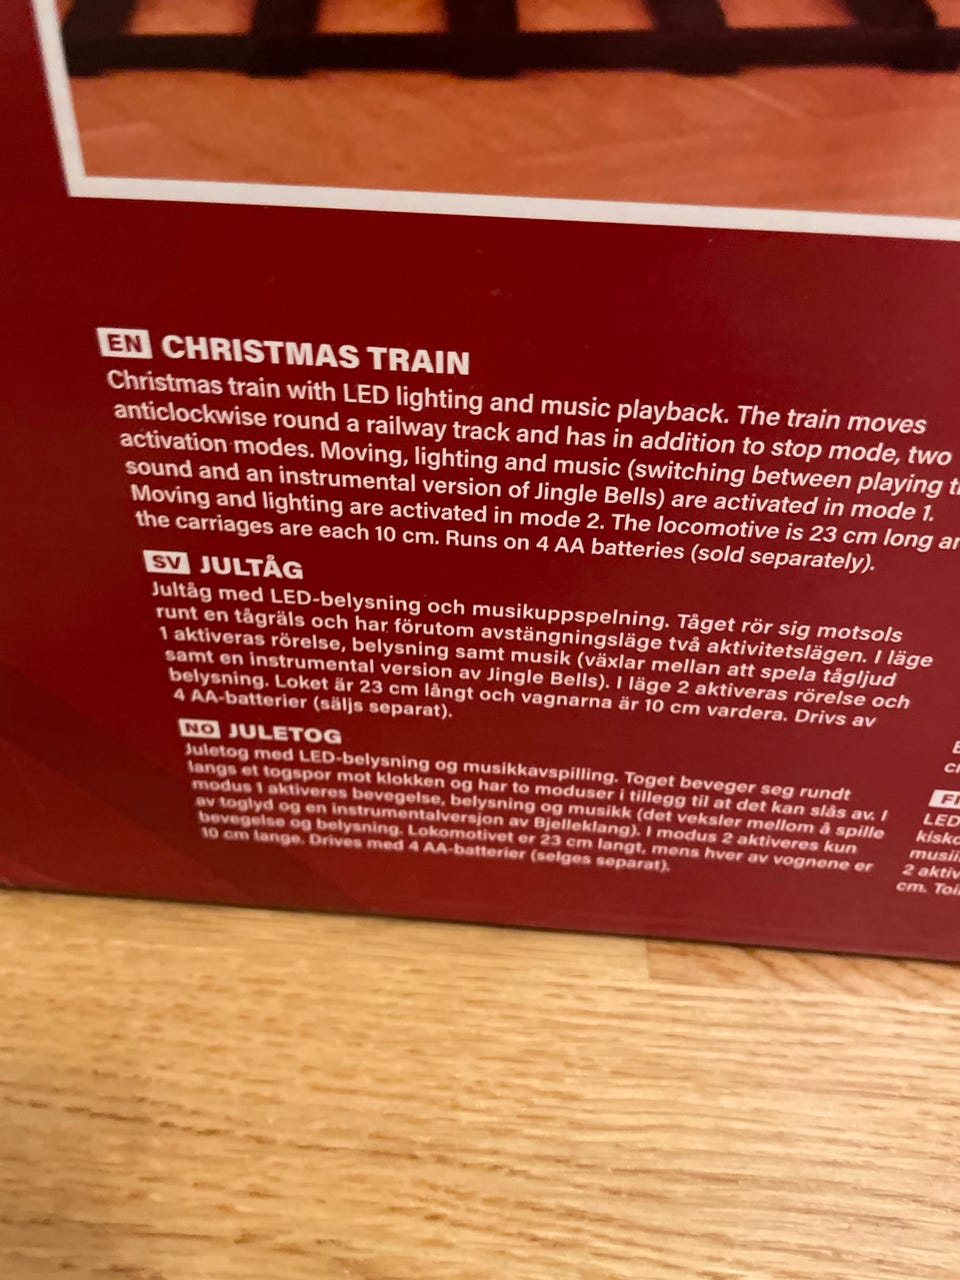 EN CHRISTMAS TRAIN
Christmas train with LED lighting and music playback. The train moves
anticlockwise round a railway track and has in addition to stop mode, two
activation modes. Moving, lighting and music (switching between playing
sound and an instrumental version of Jingle Bells) are activated in mode 1.
Moving and lighting are activated in mode 2. The locomotive is 23 cm long
the carriages are each 10 cm. Runs on 4 AA batteries (sold separately).
SV JULTÅG
Jultåg med LED-belysning och musikuppspelning. Tåget rör sig motsols
runt en tågräls och har förutom avstängningsläge två aktivitetslägen. I läge
1 aktiveras rörelse, belysning samt musik (växlar mellan att spela tågljud
samt en instrumental version av Jingle Bells). I läge 2 aktiveras rörelse och
belysning. Loket är 23 cm långt och vagnarna är 10 cm vardera. Drivs av
4 AA-batterier (säljs separat).
NO JULETOG
Juletog med LED-belysning og musikkavspilling. Toget beveger seg rundt
langs et togspor mot klokken og har to moduser i tillegg til at det kan slås av. I
modus 1 aktiveres bevegelse, belysning og musikk (det veksler mellom å spille
av toglyd og en instrumentalversjon av Bjelleklang). I modus 2 aktiveres kun
bevegelse og belysning. Lokomotivet er 23 cm langt, mens hver av vognene er
10 cm lange. Drives med 4 AA-batterier (selges separat).
LED
2
cm.